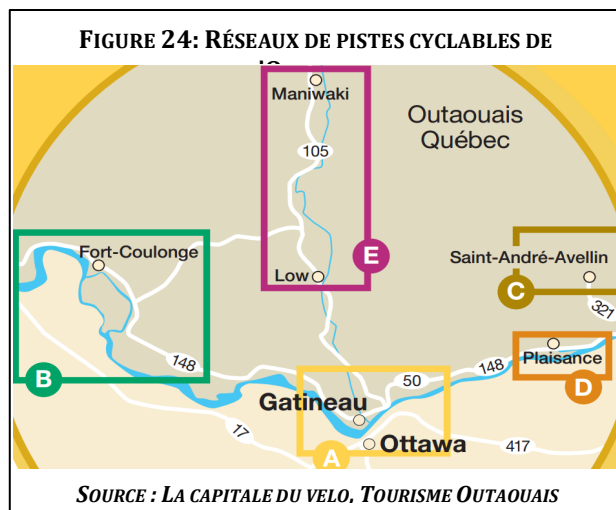 FIGURE 24: RÉSEAUX DE PISTES CYCLABLES DE
Maniwaki
Outaouais
Québec
105
Fort-Coulonge
E
Saint-André-Avellin
Low
C
321
148
B
Plaisance
148
50
D
Gatineau
17
Ottawa
417
A
SOURCE : LA CAPITALE DU VELO, TOURISME OUTAOUAIS